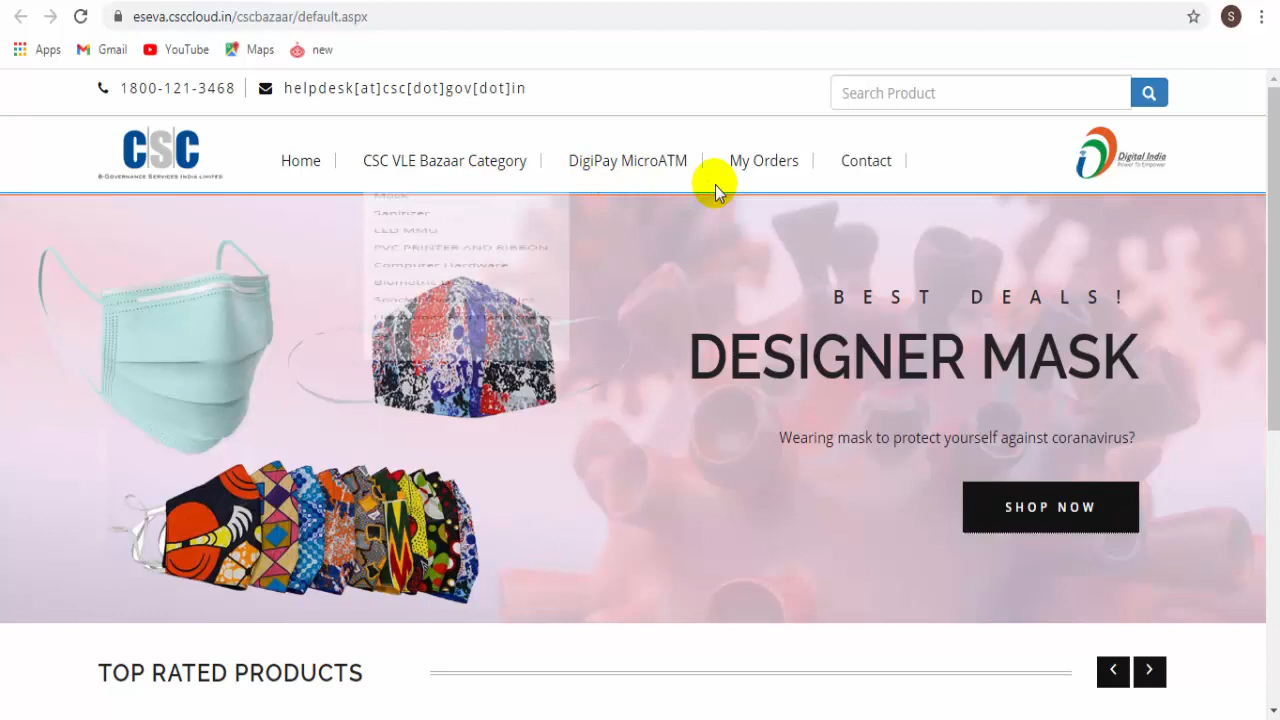 eseva.csccloud.in/cscbazaar/default.aspx
S
Apps Gmail YouTube Maps new
1800-121-3468 helpdesk[at]csc[dot]gov[dot]in
Search Product
CSC
E-GOVERNANCE SERVICES INDIA LIMITED
Home CSC VLE Bazaar Category DigiPay MicroATM My Orders Contact
Digital India
Power To Empower
Mask
Sanitizer
LED MMU
PVC PRINTER AND RIBBON
Computer Hardware
BEST DEALS!
DESIGNER MASK
Wearing mask to protect yourself against coranavirus?
SHOP NOW
TOP RATED PRODUCTS